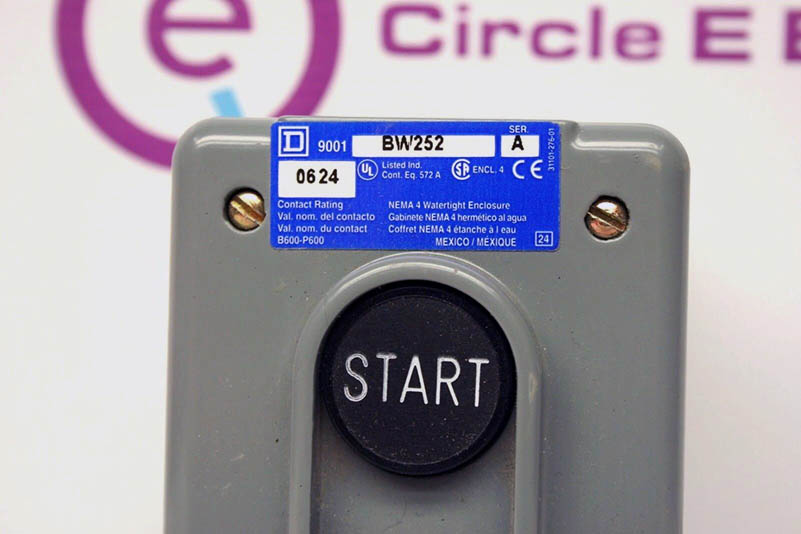 e Circle E E
D 9001 BW252 SER. A
0624 UL Listed Ind. Cont. Eq. 572 A SA ENCL. 4 CE
31101-276-01
Contact Rating
Val. nom. del contacto
Val. nom. du contact
B600-P600
NEMA 4 Watertight Enclosure
Gabinete NEMA 4 hermético al agua
Coffret NEMA 4 étanche à l eau
MEXICO / MÉXIQUE 24
START